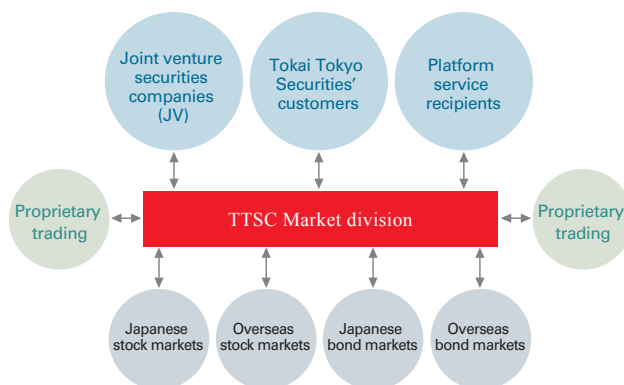 Joint venture
securities
companies
(JV)
Tokai Tokyo
Securities’
customers
Platform
service
recipients
Proprietary
trading
TTSC Market division
Proprietary
trading
Japanese
stock markets
Overseas
stock markets
Japanese
bond markets
Overseas
bond markets